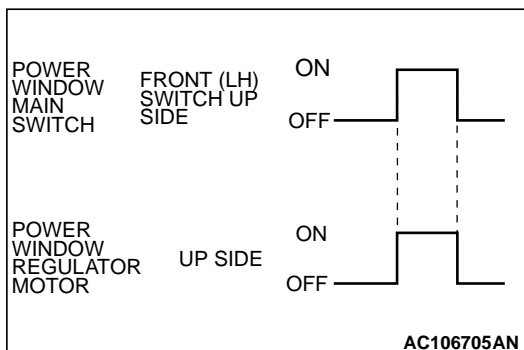 POWER
WINDOW
MAIN
SWITCH
FRONT (LH)
SWITCH UP
SIDE
ON
OFF
POWER
WINDOW
REGULATOR
MOTOR
UP SIDE
ON
OFF
AC106705AN